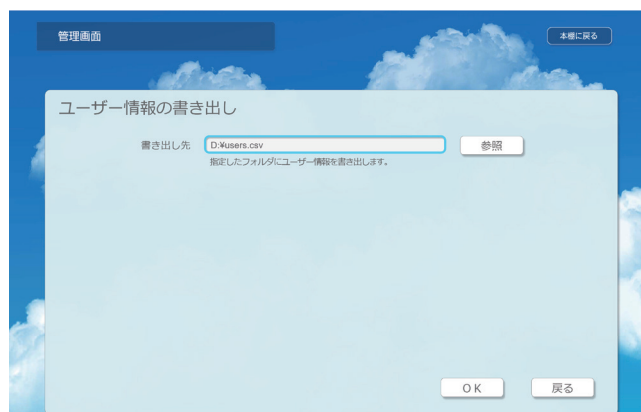 管理画面
本棚に戻る
ユーザー情報の書き出し
書き出し先 D:¥users.csv 参照
指定したフォルダにユーザー情報を書き出します。
OK 戻る